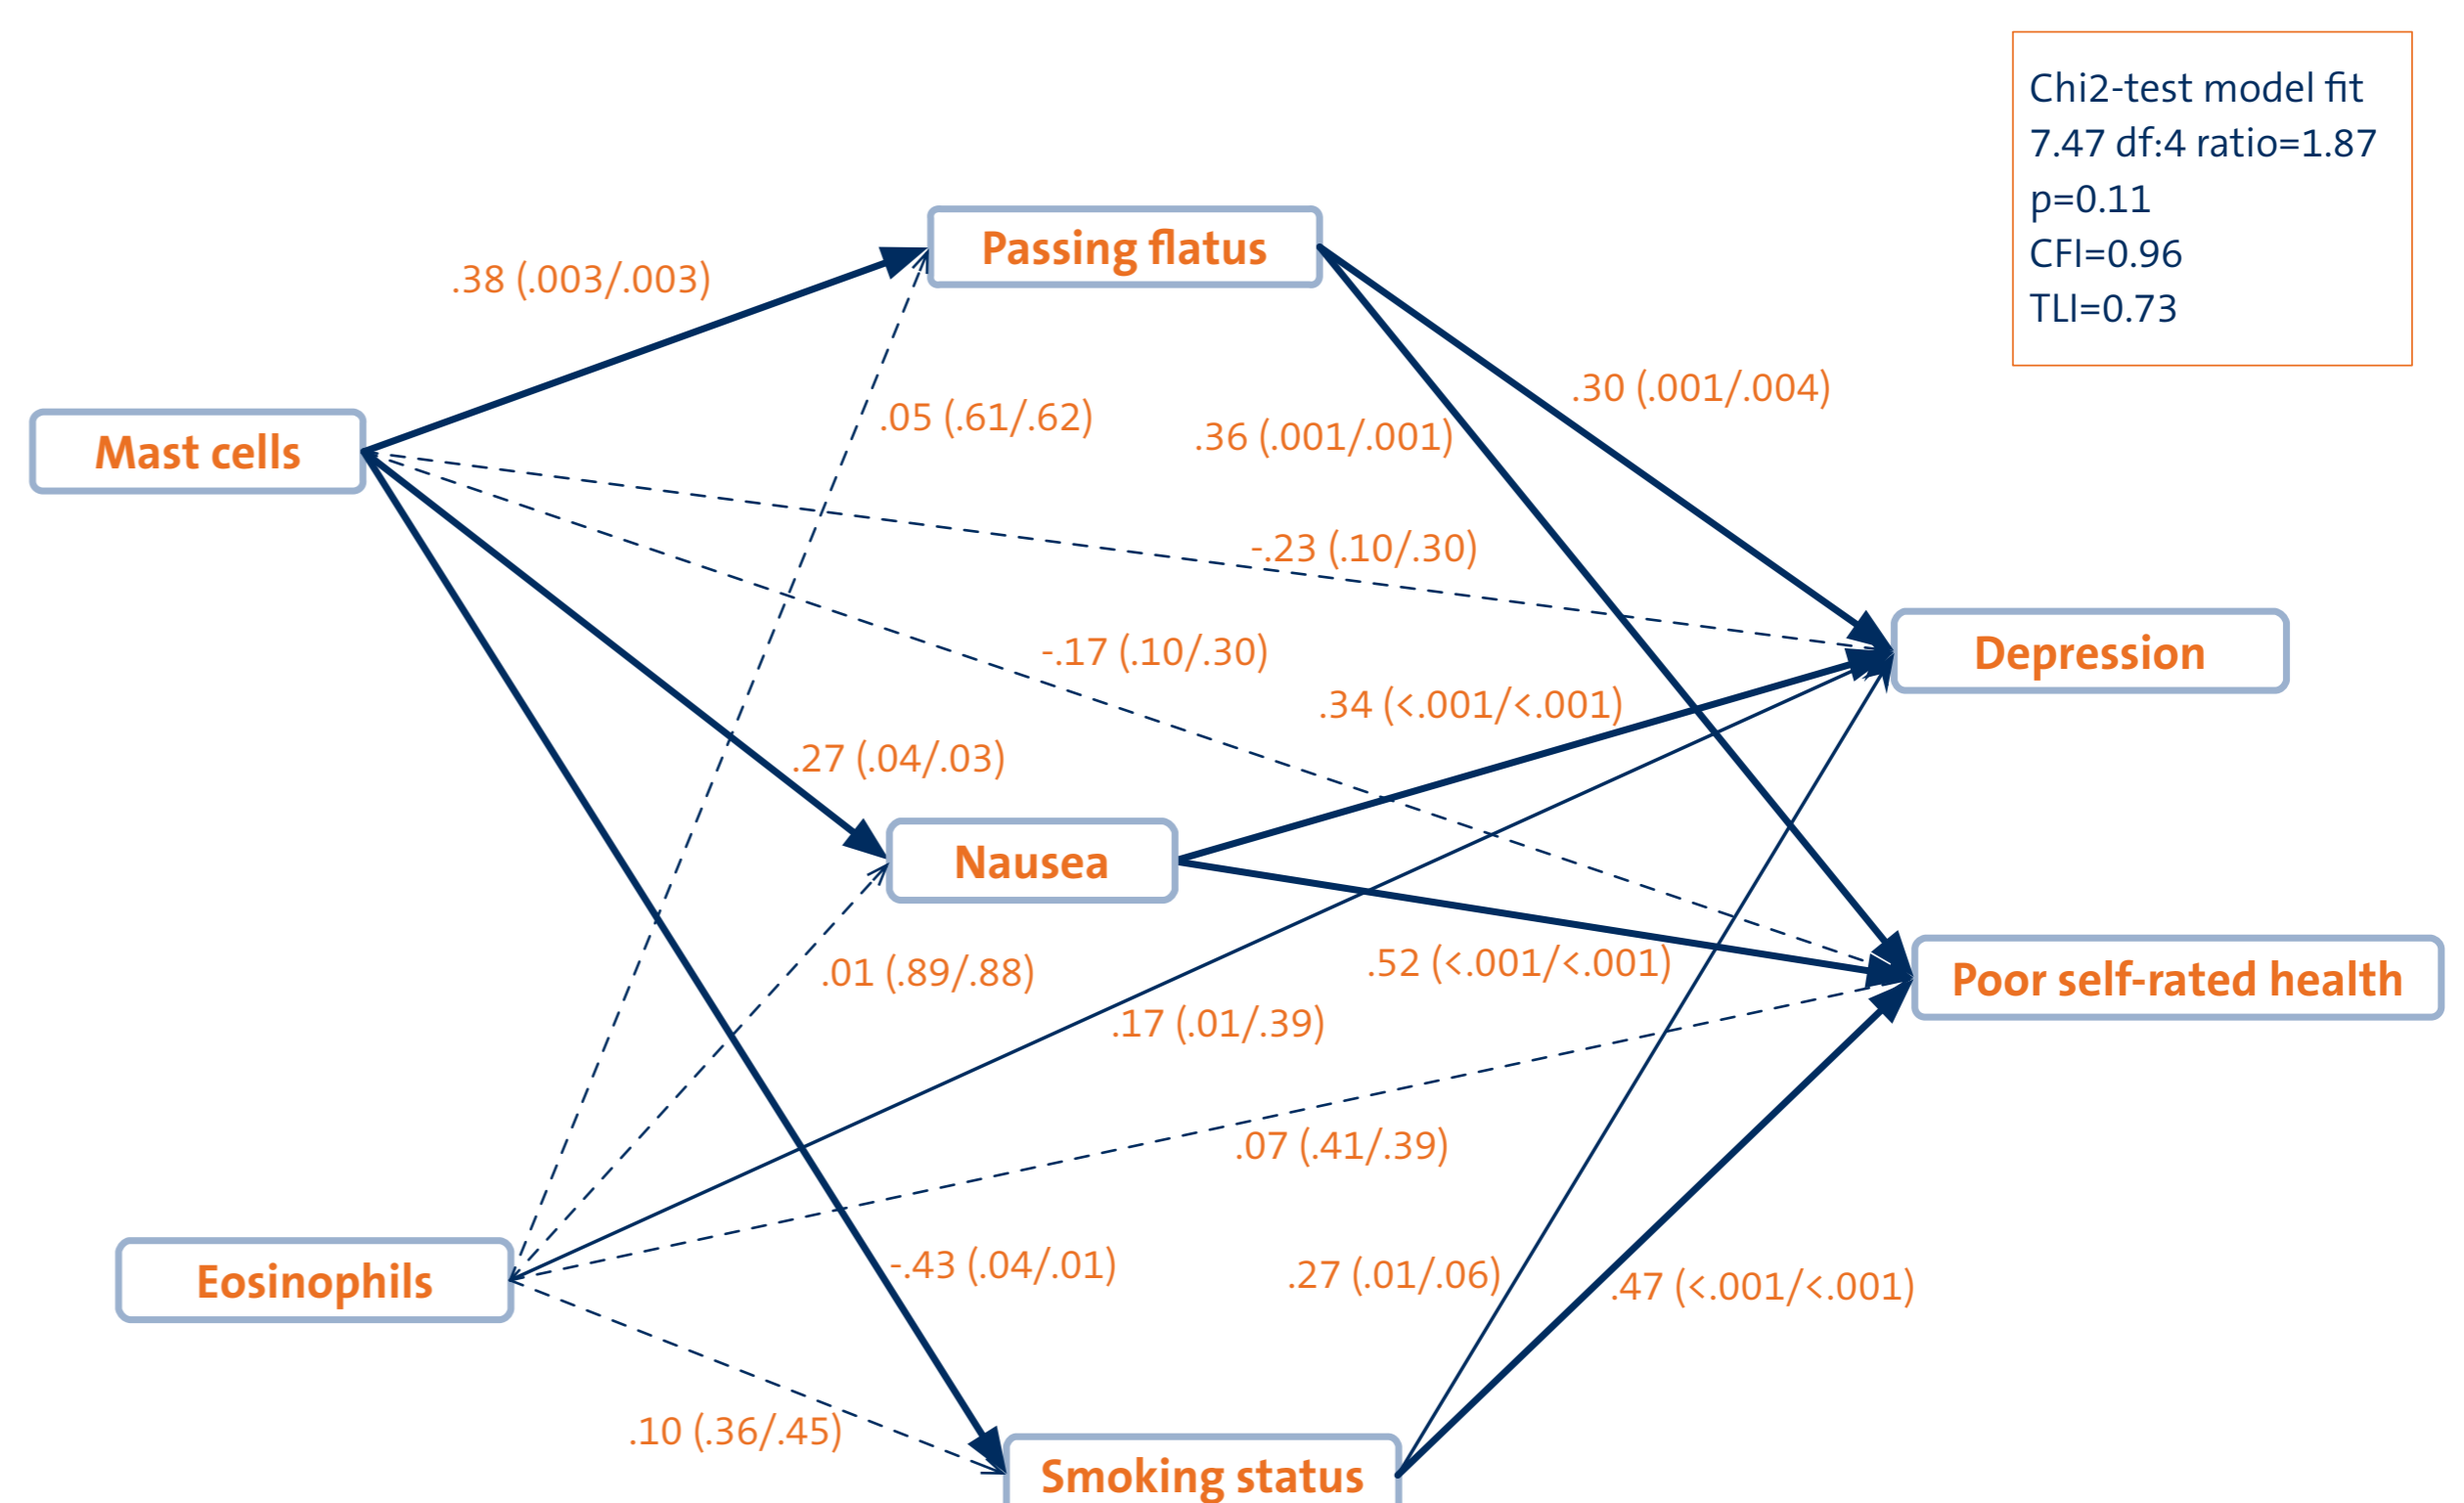 Chi2-test model fit
7.47 df:4 ratio=1.87
p=0.11
CFI=0.96
TLI=0.73
Passing flatus
.38 (.003/.003)
.30 (.001/.004)
.05 (.61/.62)
.36 (.001/.001)
Mast cells
-.23 (.10/.30)
-.17 (.10/.30)
Depression
.34 (<.001/<.001)
.27 (.04/.03)
Nausea
.52 (<.001/<.001)
.01 (.89/.88)
Poor self-rated health
.17 (.01/.39)
.07 (.41/.39)
Eosinophils
-.43 (.04/.01)
.27 (.01/.06)
.47 (<.001/<.001)
.10 (.36/.45)
Smoking status